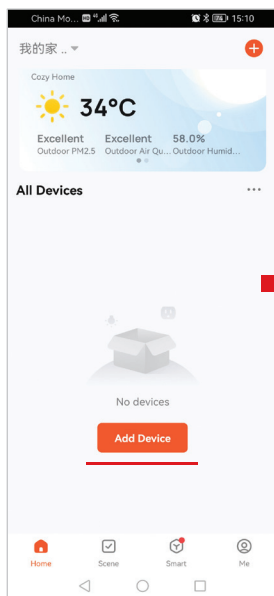 China Mo... 15:10
我的家 ..
Cozy Home
34°C
Excellent Excellent 58.0%
Outdoor PM2.5 Outdoor Air Qu... Outdoor Humid...
All Devices
No devices
Add Device
Home Scene Smart Me